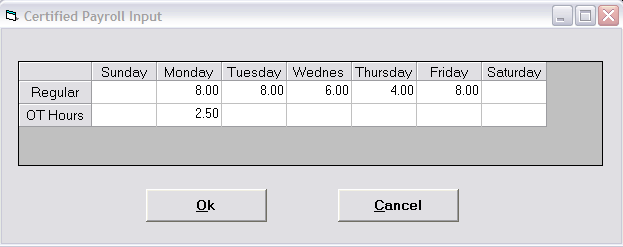 Certified Payroll Input
Sunday Monday Tuesday Wednes Thursday Friday Saturday
Regular 8.00 8.00 6.00 4.00 8.00
OT Hours 2.50
Ok Cancel